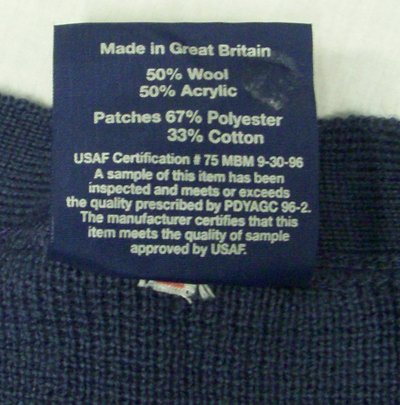 Made in Great Britain
50% Wool
50% Acrylic
Patches 67% Polyester
33% Cotton
USAF Certification # 75 MBM 9-30-96
A sample of this item has been
inspected and meets or exceeds
the quality prescribed by PDYAGC 96-2.
The manufacturer certifies that this
item meets the quality of sample
approved by USAF.